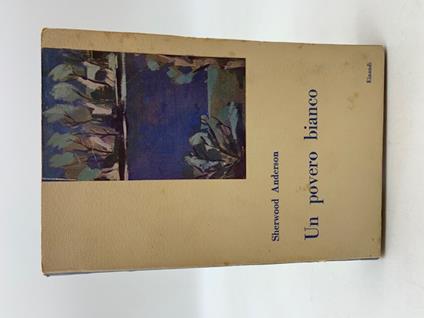 Sherwood Anderson
Un povero bianco
Einaudi